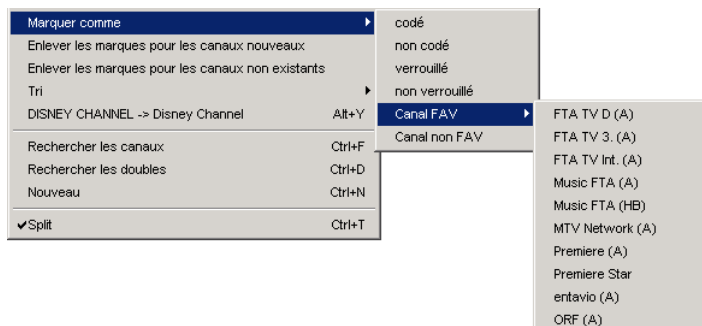 Marquer comme
Enlever les marques pour les canaux nouveaux
Enlever les marques pour les canaux non existants
Tri
DISNEY CHANNEL -> Disney Channel Alt+Y
Rechercher les canaux Ctrl+F
Rechercher les doubles Ctrl+D
Nouveau Ctrl+N
Split Ctrl+T
codé
non codé
verrouillé
non verrouillé
Canal FAV
Canal non FAV
FTA TV D (A)
FTA TV 3. (A)
FTA TV Int. (A)
Music FTA (A)
Music FTA (HB)
MTV Network (A)
Premiere (A)
Premiere Star
entavio (A)
ORF (A)